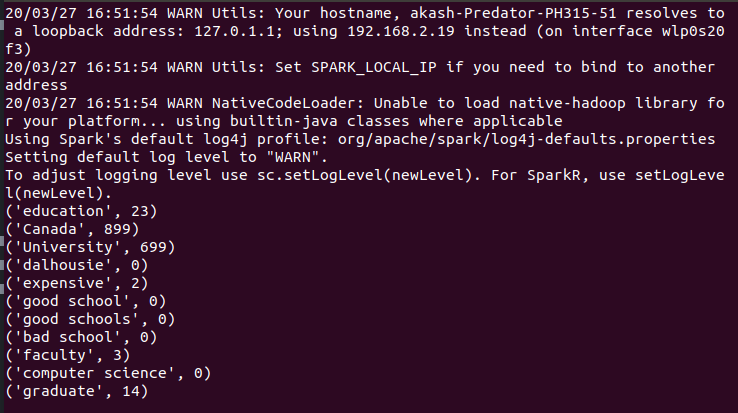 20/03/27 16:51:54 WARN Utils: Your hostname, akash-Predator-PH315-51 resolves to
 a loopback address: 127.0.1.1; using 192.168.2.19 instead (on interface wlp0s20
f3)
20/03/27 16:51:54 WARN Utils: Set SPARK_LOCAL_IP if you need to bind to another
address
20/03/27 16:51:54 WARN NativeCodeLoader: Unable to load native-hadoop library fo
r your platform... using builtin-java classes where applicable
Using Spark's default log4j profile: org/apache/spark/log4j-defaults.properties
Setting default log level to "WARN".
To adjust logging level use sc.setLogLevel(newLevel). For SparkR, use setLogLeve
l(newLevel).
('education', 23)
('Canada', 899)
('University', 699)
('dalhousie', 0)
('expensive', 2)
('good school', 0)
('good schools', 0)
('bad school', 0)
('faculty', 3)
('computer science', 0)
('graduate', 14)